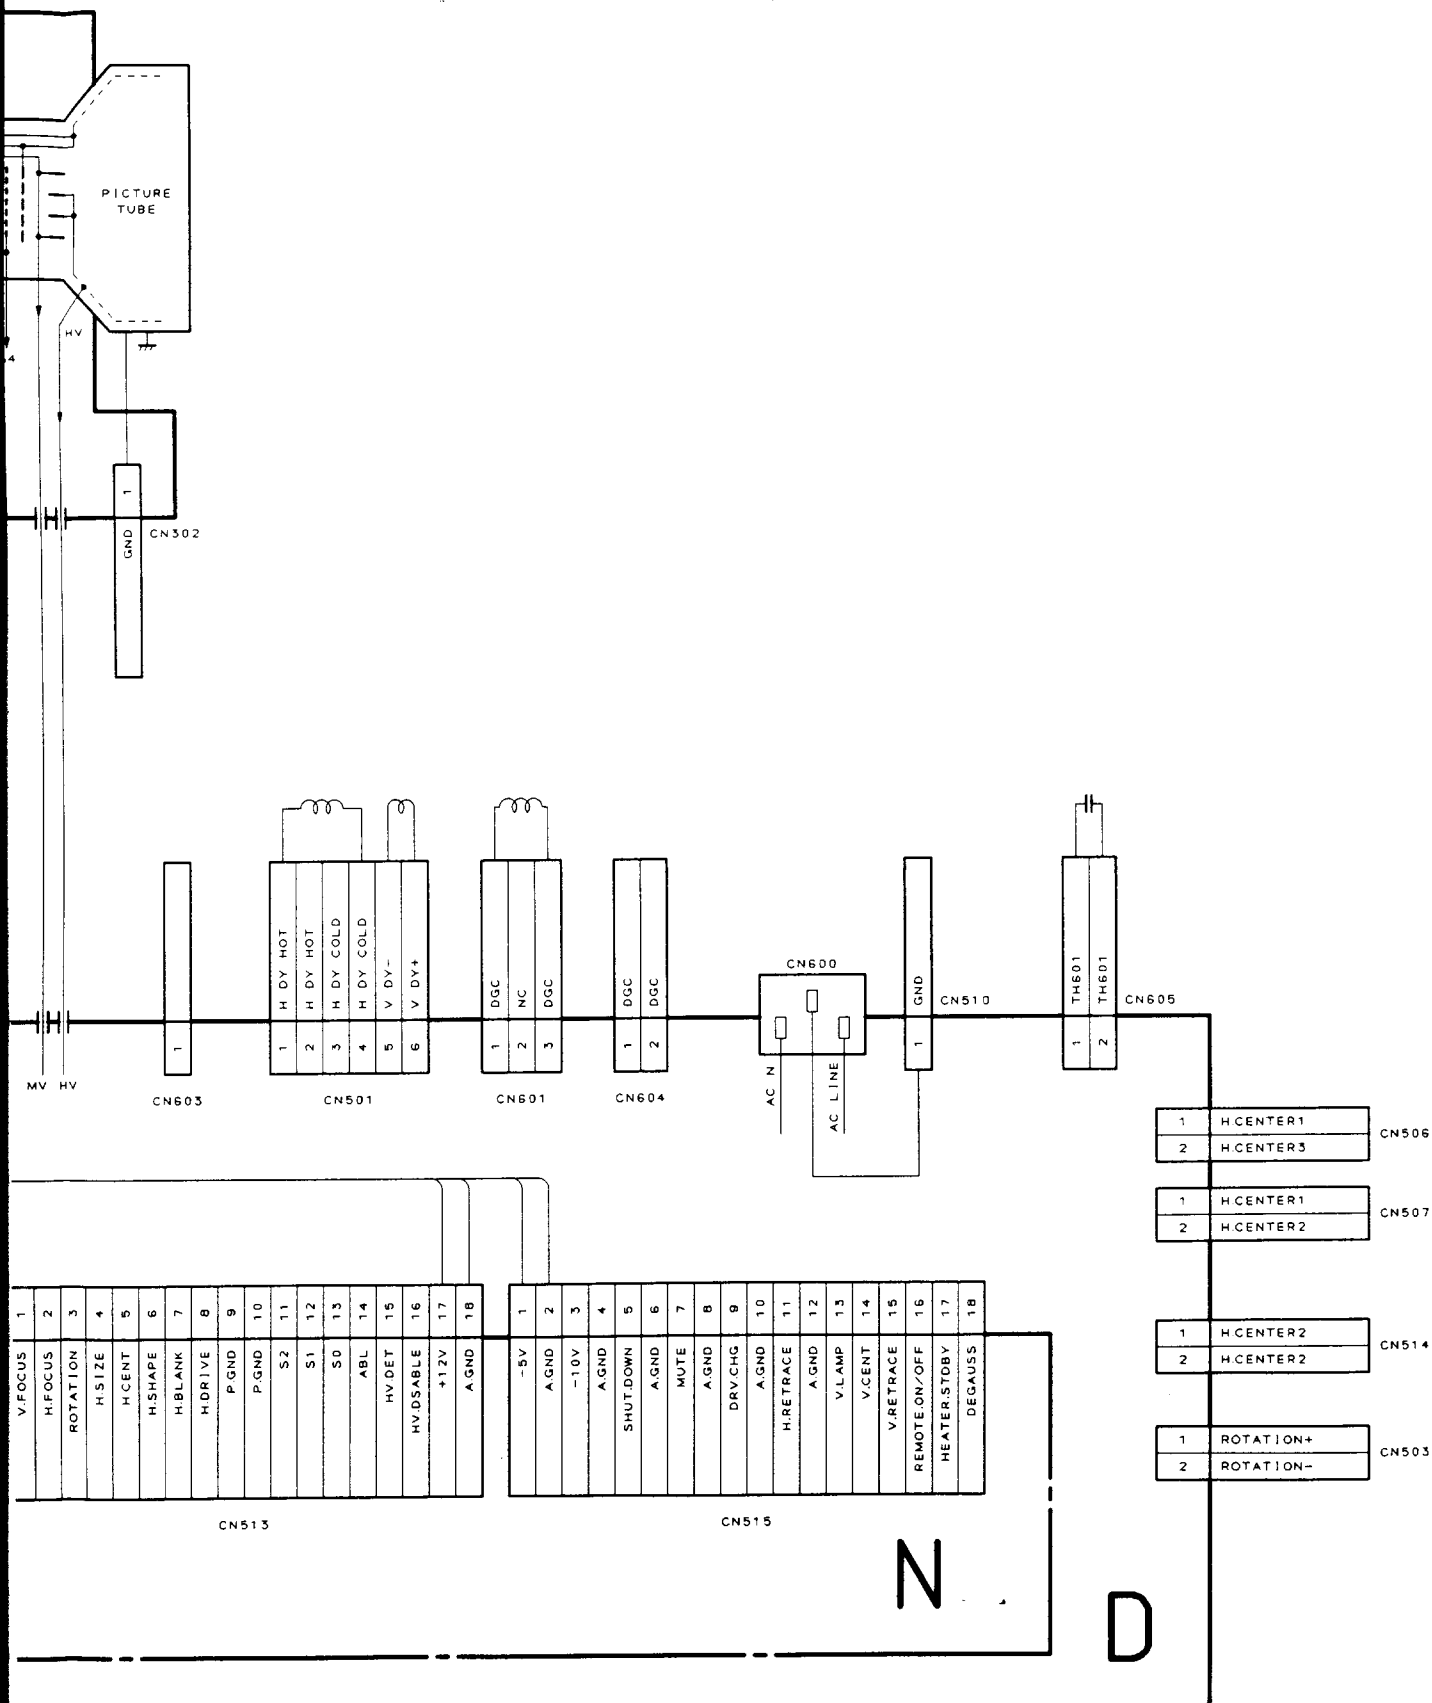 PICTURE
TUBE
HV
4
1
GND
CN302
MV HV
1
CN603
H DY HOT
H DY HOT
H DY COLD
H DY COLD
V DY-
V DY+
1
2
3
4
5
6
CN501
DGC
NC
DGC
1
2
3
CN601
DGC
DGC
1
2
CN604
CN600
AC N
AC LINE
GND
1
CN510
TH601
TH601
1
2
CN605
1 H.CENTER1
2 H.CENTER3
CN506
1 H.CENTER1
2 H.CENTER2
CN507
1 H.CENTER2
2 H.CENTER2
CN514
1 ROTATION+
2 ROTATION-
CN503
1 V.FOCUS
2 H.FOCUS
3 ROTATION
4 H.SIZE
5 H.CENT
6 H.SHAPE
7 H.BLANK
8 H.DRIVE
9 P.GND
10 P.GND
11 S2
12 S1
13 S0
14 ABL
15 HV.DET
16 HV.DSABLE
17 +12V
18 A.GND
CN513
1 -5V
2 A.GND
3 -10V
4 A.GND
5 SHUT.DOWN
6 A.GND
7 MUTE
8 A.GND
9 DRV.CHG
10 A.GND
11 H.RETRACE
12 A.GND
13 V.LAMP
14 V.CENT
15 V.RETRACE
16 REMOTE.ON/OFF
17 HEATER.STDBY
18 DEGAUSS
CN515
N
D